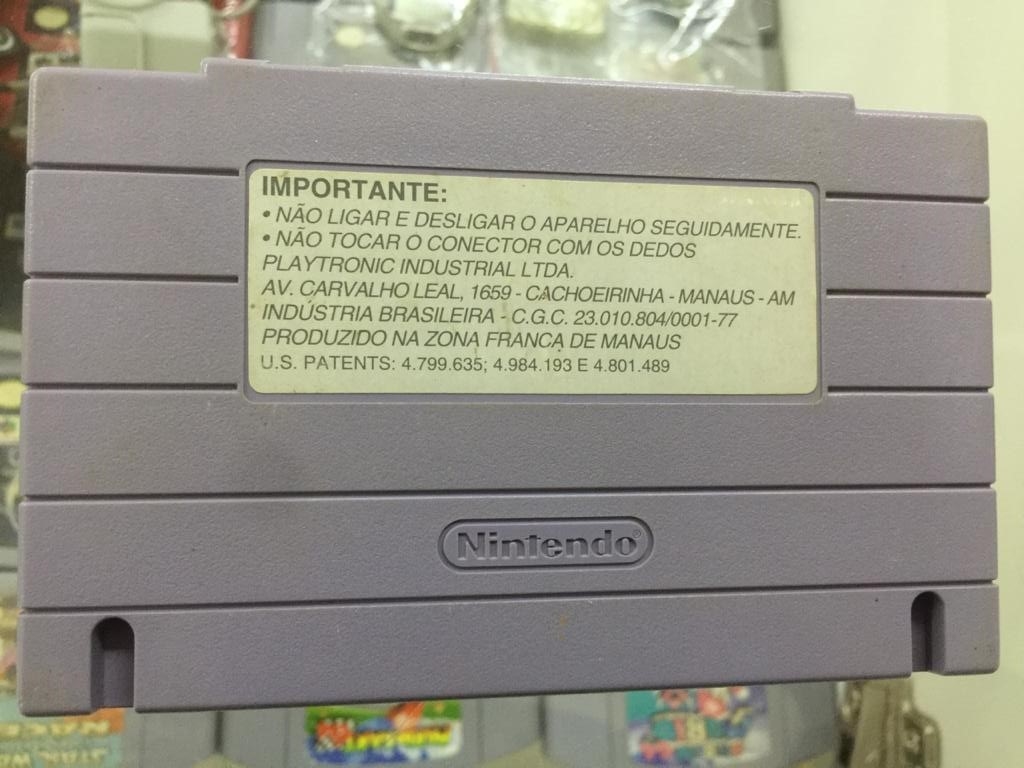 IMPORTANTE:
• NÃO LIGAR E DESLIGAR O APARELHO SEGUIDAMENTE.
• NÃO TOCAR O CONECTOR COM OS DEDOS
PLAYTRONIC INDUSTRIAL LTDA.
AV. CARVALHO LEAL, 1659 - CACHOEIRINHA - MANAUS - AM
INDÚSTRIA BRASILEIRA - C.G.C. 23.010.804/0001-77
PRODUZIDO NA ZONA FRANCA DE MANAUS
U.S. PATENTS: 4.799.635; 4.984.193 E 4.801.489
Nintendo®